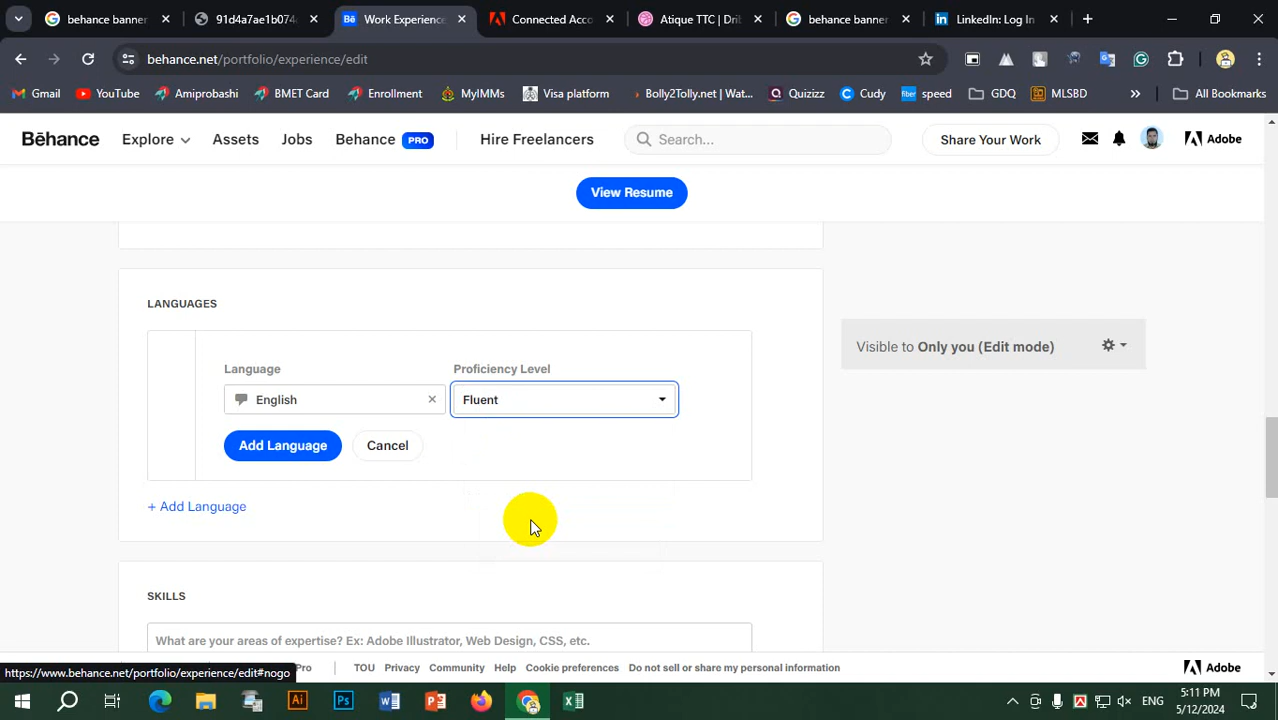 behance banner
91d4a7ae1b074
Work Experience
Connected Acco
Atique TTC | Dri
behance banner
LinkedIn: Log In
behance.net/portfolio/experience/edit
Gmail
YouTube
Amiprobashi
BMET Card
Enrollment
MyIMMs
Visa platform
Bolly2Tolly.net | Wat...
Quizizz
Cudy
speed
GDQ
MLSBD
»
All Bookmarks
Bēhance
Explore
Assets
Jobs
Behance PRO
Hire Freelancers
Search...
Share Your Work
Adobe
View Resume
LANGUAGES
Language
Proficiency Level
English
Fluent
Add Language
Cancel
Visible to Only you (Edit mode)
+ Add Language
SKILLS
What are your areas of expertise? Ex: Adobe Illustrator, Web Design, CSS, etc.
https://www.behance.net/portfolio/experience/edit#nogo
Pro
TOU
Privacy
Community
Help
Cookie preferences
Do not sell or share my personal information
Adobe
ENG
5:11 PM
5/12/2024